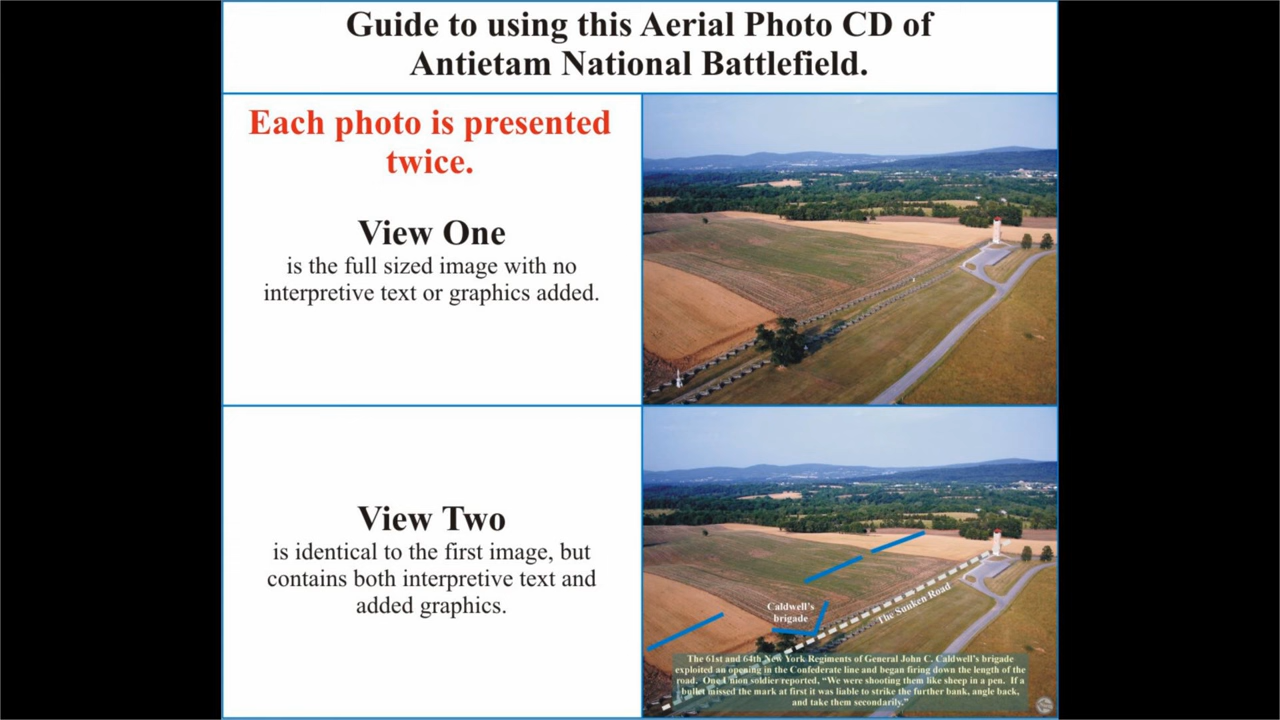 Guide to using this Aerial Photo CD of
Antietam National Battlefield.
Each photo is presented
twice.
View One
is the full sized image with no
interpretive text or graphics added.
View Two
is identical to the first image, but
contains both interpretive text and
added graphics.
Caldwell's
brigade
The Sunken Road
The 61st and 64th New York Regiments of General John C. Caldwell's brigade
exploited an opening in the Confederate line and began firing down the length of the
road. One Union soldier reported, "We were shooting them like sheep in a pen. If a
bullet missed the mark at first it was liable to strike the further bank, angle back,
and take them secondarily."